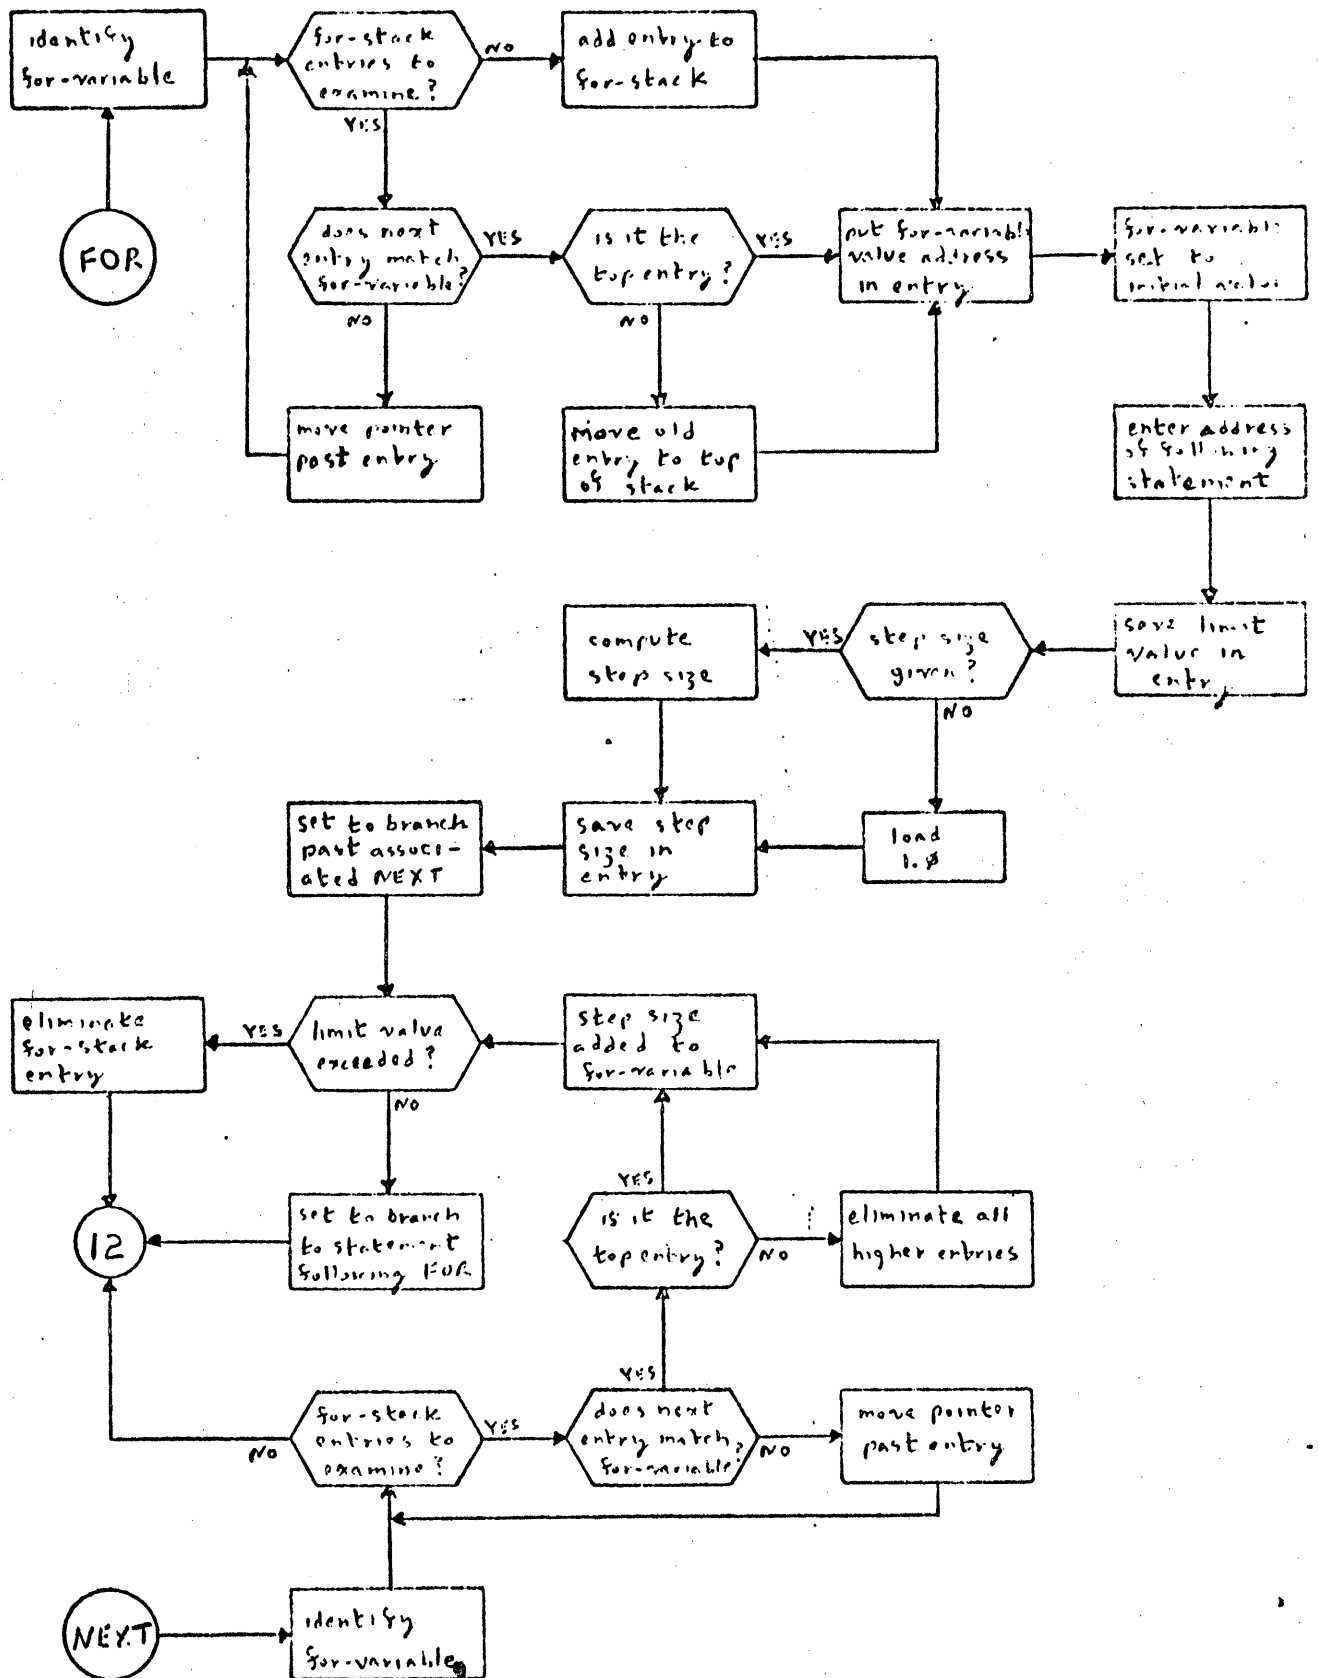 identify
for-variable
for-stack
entries to
examine?
NO
YES
add entry to
for-stack
FOR
does next
entry match
for-variable?
YES
NO
is it the
top entry?
YES
NO
put for-variable
value address
in entry
for-variable
set to
initial value
move pointer
past entry
move old
entry to top
of stack
enter address
of following
statement
compute
step size
YES
step size
given?
NO
save limit
value in
entry
set to branch
past associ-
ated NEXT
save step
size in
entry
load
1.0
eliminate
for-stack
entry
YES
limit value
exceeded?
NO
step size
added to
for-variable
12
set to branch
to statement
following FOR
YES
is it the
top entry?
NO
eliminate all
higher entries
YES
for-stack
entries to
examine?
NO
YES
does next
entry match
for-variable?
NO
move pointer
past entry
NEXT
identify
for-variable